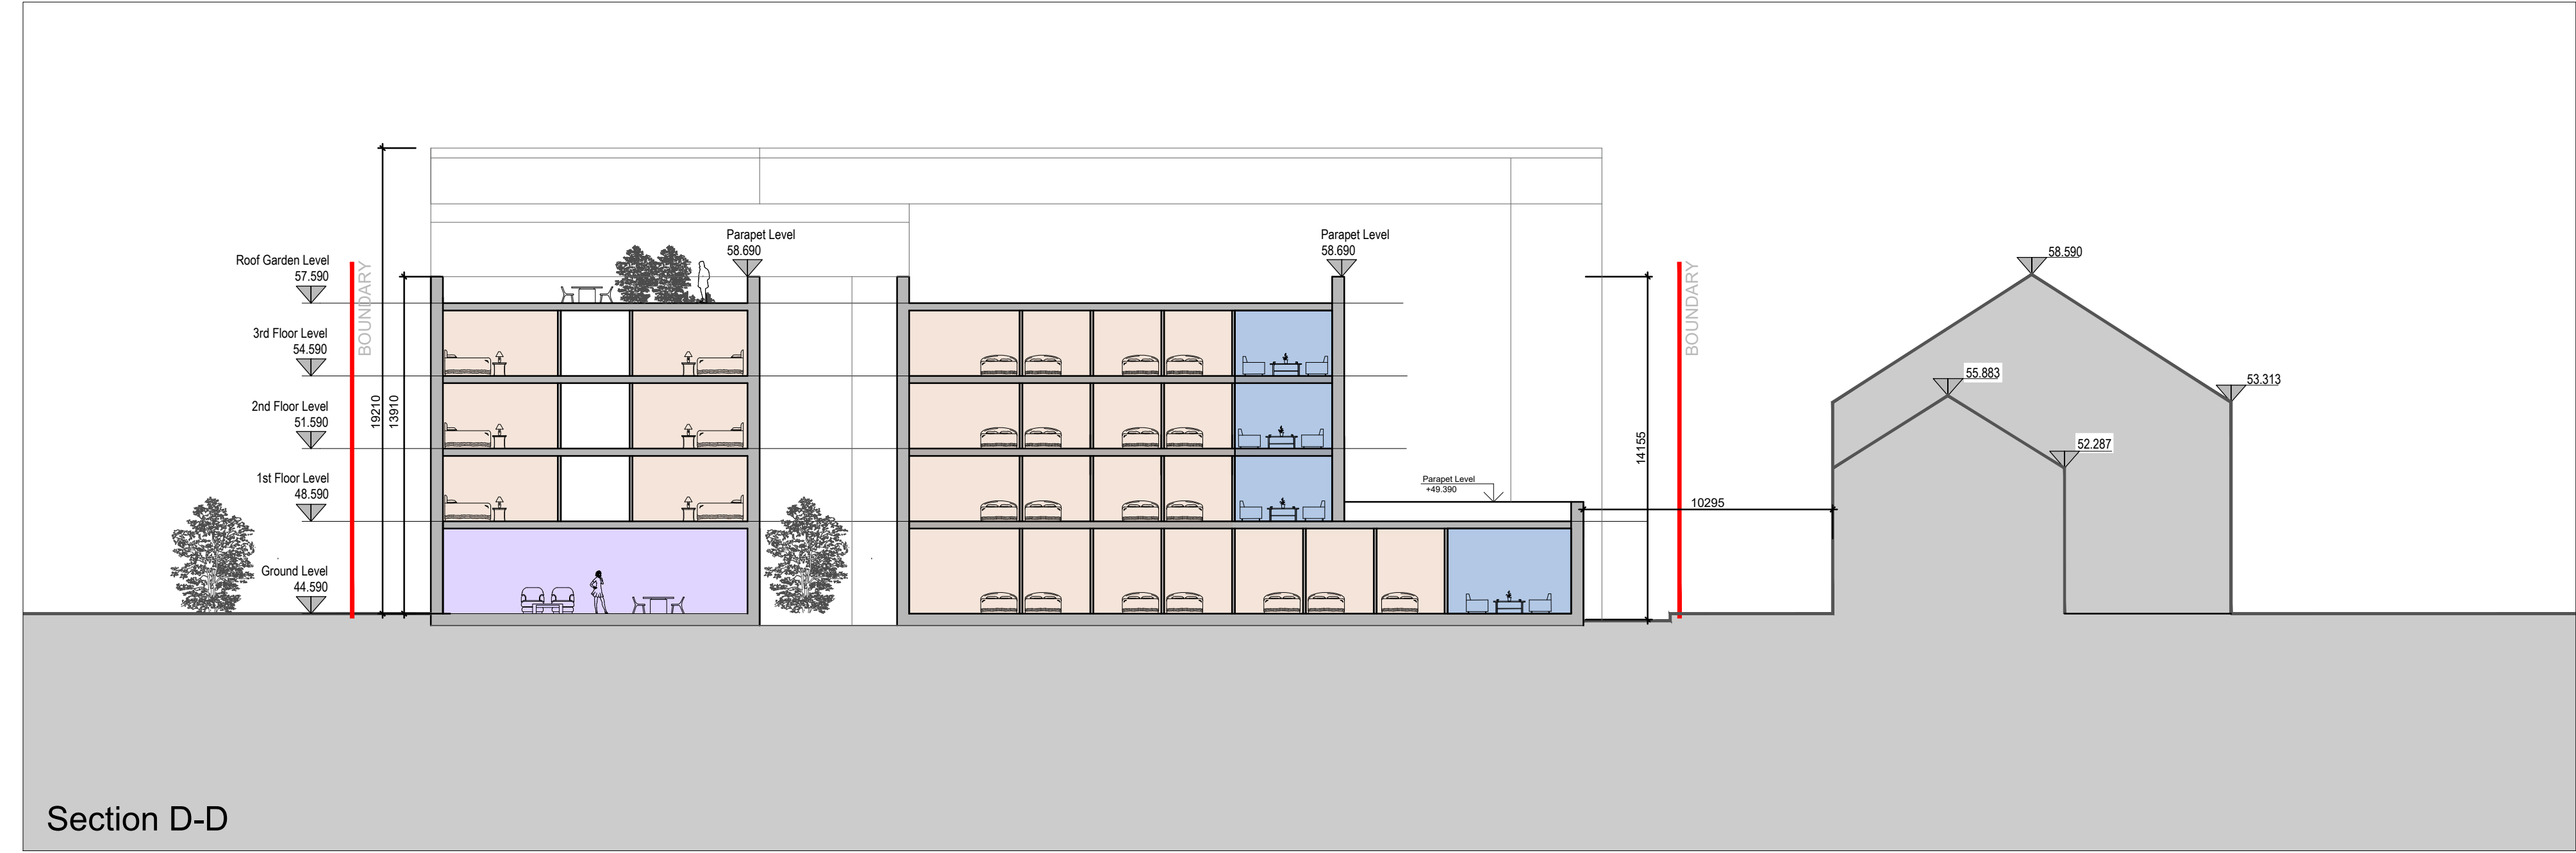 Parapet Level
58.690
Parapet Level
58.690
Roof Garden Level
57.590
BOUNDARY
BOUNDARY
58.590
3rd Floor Level
54.590
55.883
53.313
2nd Floor Level
51.590
19210
13910
14155
52.287
1st Floor Level
48.590
Parapet Level
+49.390
10295
Ground Level
44.590
Section D-D